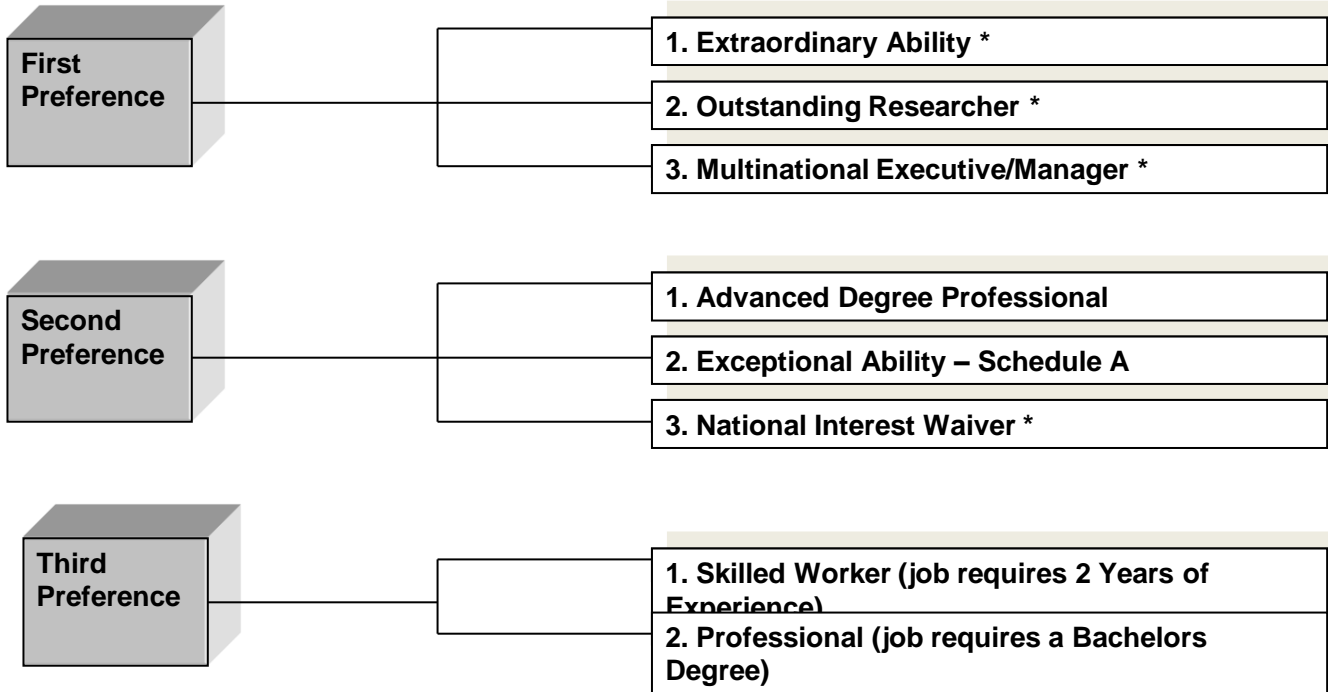 First
Preference
1. Extraordinary Ability *
2. Outstanding Researcher *
3. Multinational Executive/Manager *
Second
Preference
1. Advanced Degree Professional
2. Exceptional Ability – Schedule A
3. National Interest Waiver *
Third
Preference
1. Skilled Worker (job requires 2 Years of
Experience)
2. Professional (job requires a Bachelors
Degree)